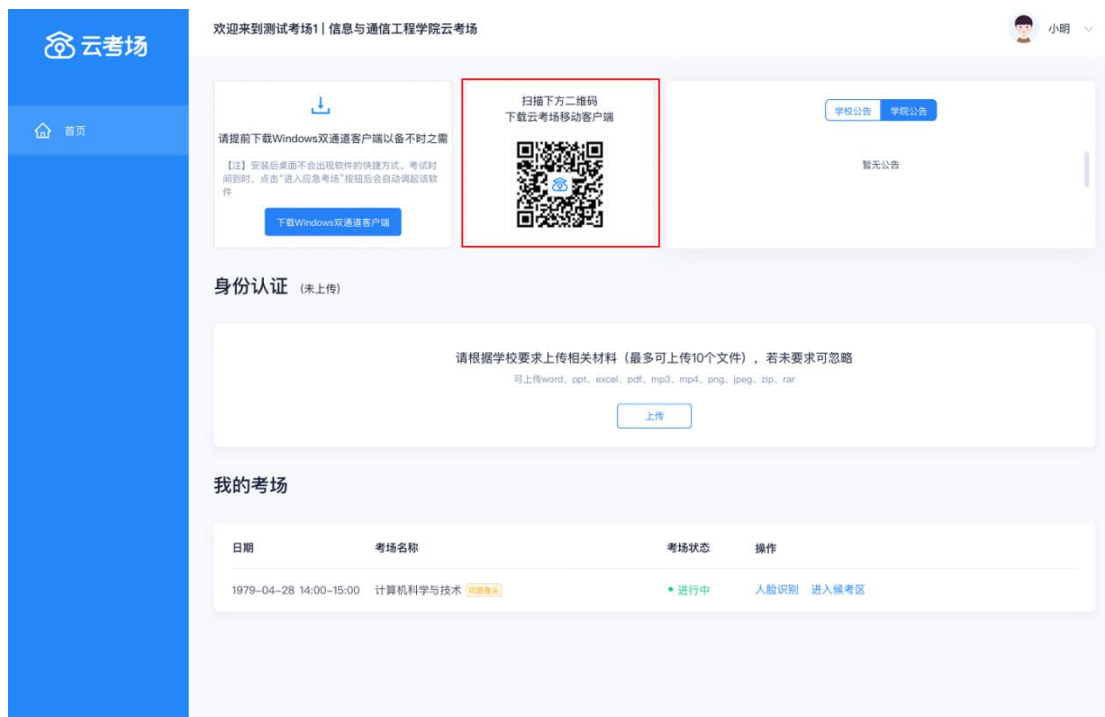 云考场
欢迎来到测试考场1 | 信息与通信工程学院云考场
小明
首页
请提前下载Windows双通道客户端以备不时之需
【注】安装后桌面不会出现软件的快捷方式。考试时
间到时，点击“进入应急考场”按钮后会自动调起该软
件
下载Windows双通道客户端
扫描下方二维码
下载云考场移动客户端
学校公告 学院公告
暂无公告
身份认证 (未上传)
请根据学校要求上传相关材料（最多可上传10个文件），若未要求可忽略
可上传word、ppt、excel、pdf、mp3、mp4、png、jpeg、zip、rar
上传
我的考场
日期 考场名称 考场状态 操作
1979-04-28 14:00-15:00 计算机科学与技术 双摄像头 进行中 人脸识别 进入候考区